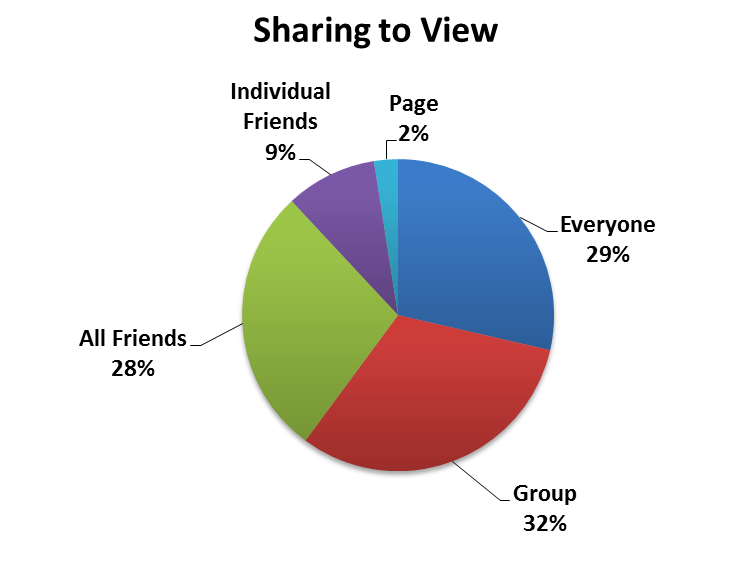 Sharing to View
Individual
Friends
9%
Page
2%
Everyone
29%
All Friends
28%
Group
32%